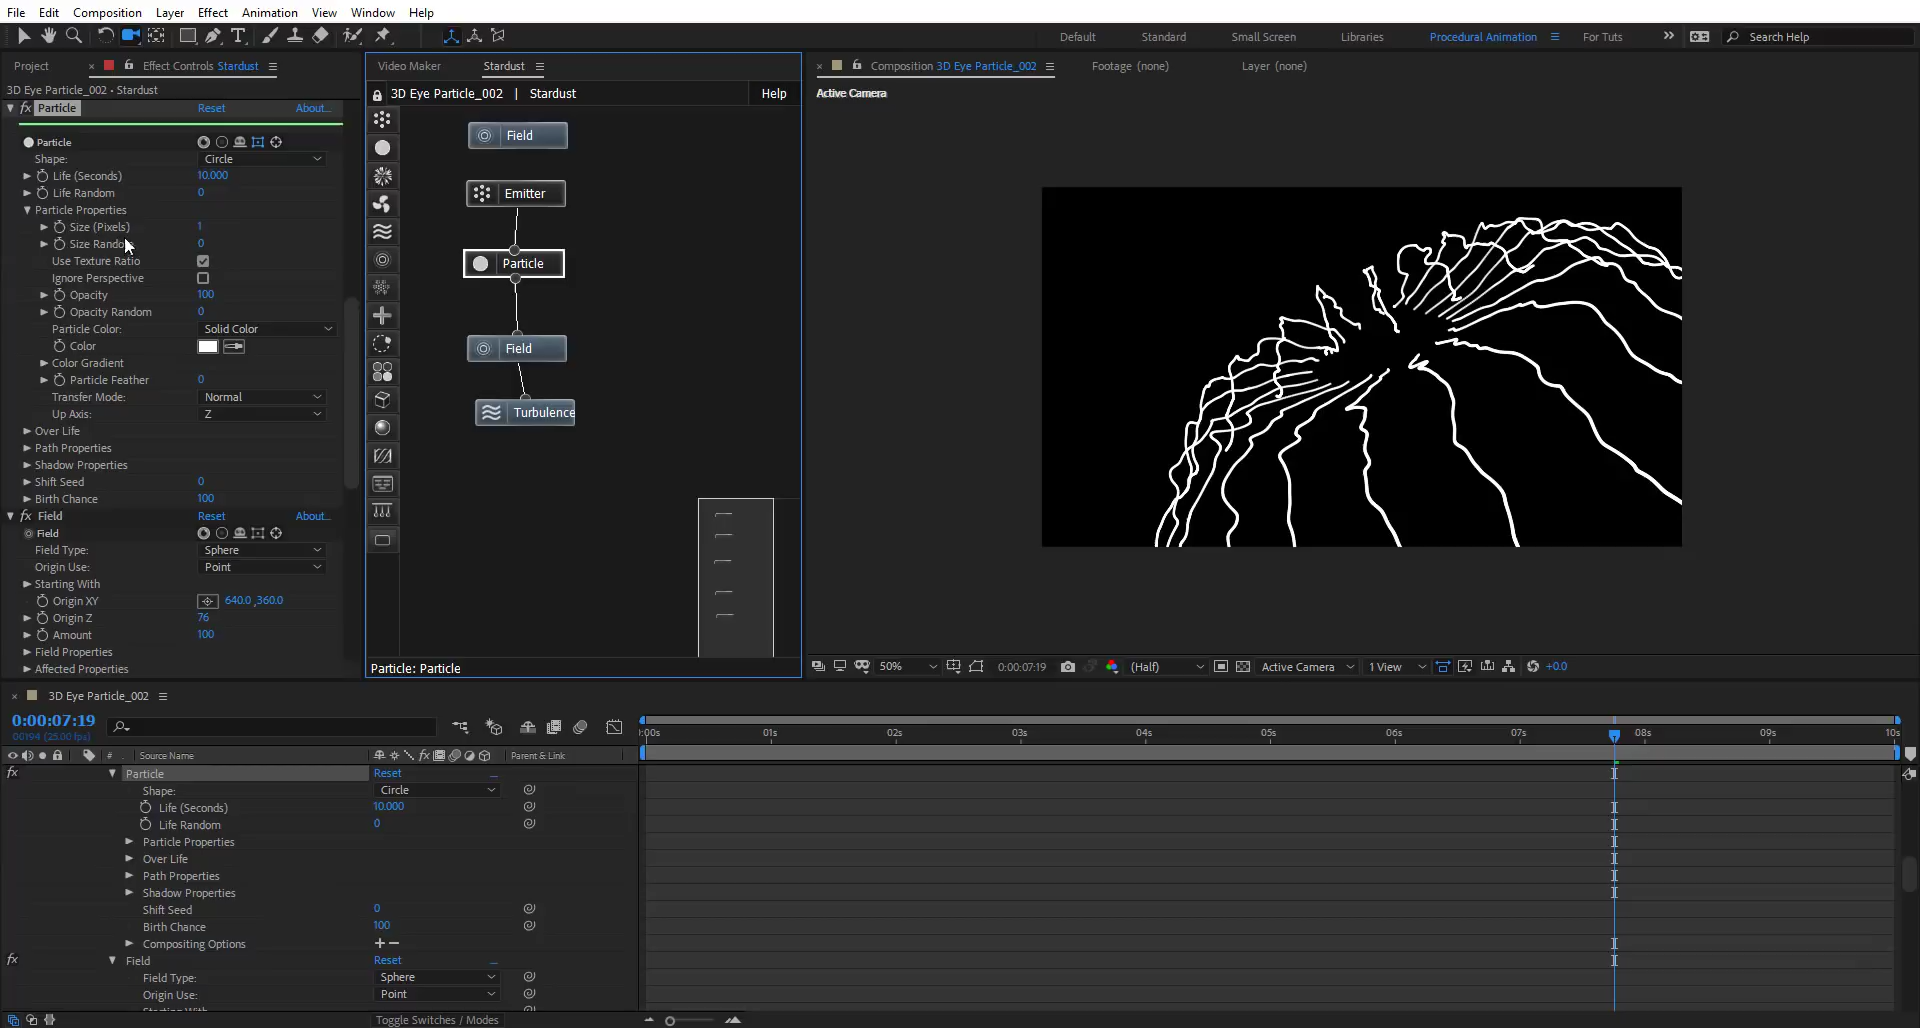 File Edit Composition Layer Effect Animation View Window Help
Default Standard Small Screen Libraries Procedural Animation For Tuts Search Help
Project Effect Controls Stardust
3D Eye Particle_002 • Stardust
Particle Reset About...
Particle
Shape: Circle
Life (Seconds) 10.000
Life Random 0
Particle Properties
Size (Pixels) 1
Size Random 0
Use Texture Ratio
Ignore Perspective
Opacity 100
Opacity Random 0
Particle Color: Solid Color
Color
Color Gradient
Particle Feather 0
Transfer Mode: Normal
Up Axis: Z
Over Life
Path Properties
Shadow Properties
Shift Seed 0
Birth Chance 100
Field Reset About...
Field
Field Type: Sphere
Origin Use: Point
Starting With
Origin XY 640.0 ,360.0
Origin Z 76
Amount 100
Field Properties
Affected Properties
Video Maker Stardust
3D Eye Particle_002 | Stardust Help
Field
Emitter
Particle
Field
Turbulence
Particle: Particle
Composition 3D Eye Particle_002 Footage (none) Layer (none)
Active Camera
50% 0:00:07:19 (Half) Active Camera 1 View +0.0
3D Eye Particle_002
0:00:07:19
00194 (25.00 fps)
# Source Name fx Parent & Link
:00s 01s 02s 03s 04s 05s 06s 07s 08s 09s 10s
fx Particle Reset
Shape: Circle
Life (Seconds) 10.000
Life Random 0
Particle Properties
Over Life
Path Properties
Shadow Properties
Shift Seed 0
Birth Chance 100
Compositing Options + −
fx Field Reset
Field Type: Sphere
Origin Use: Point
Toggle Switches / Modes